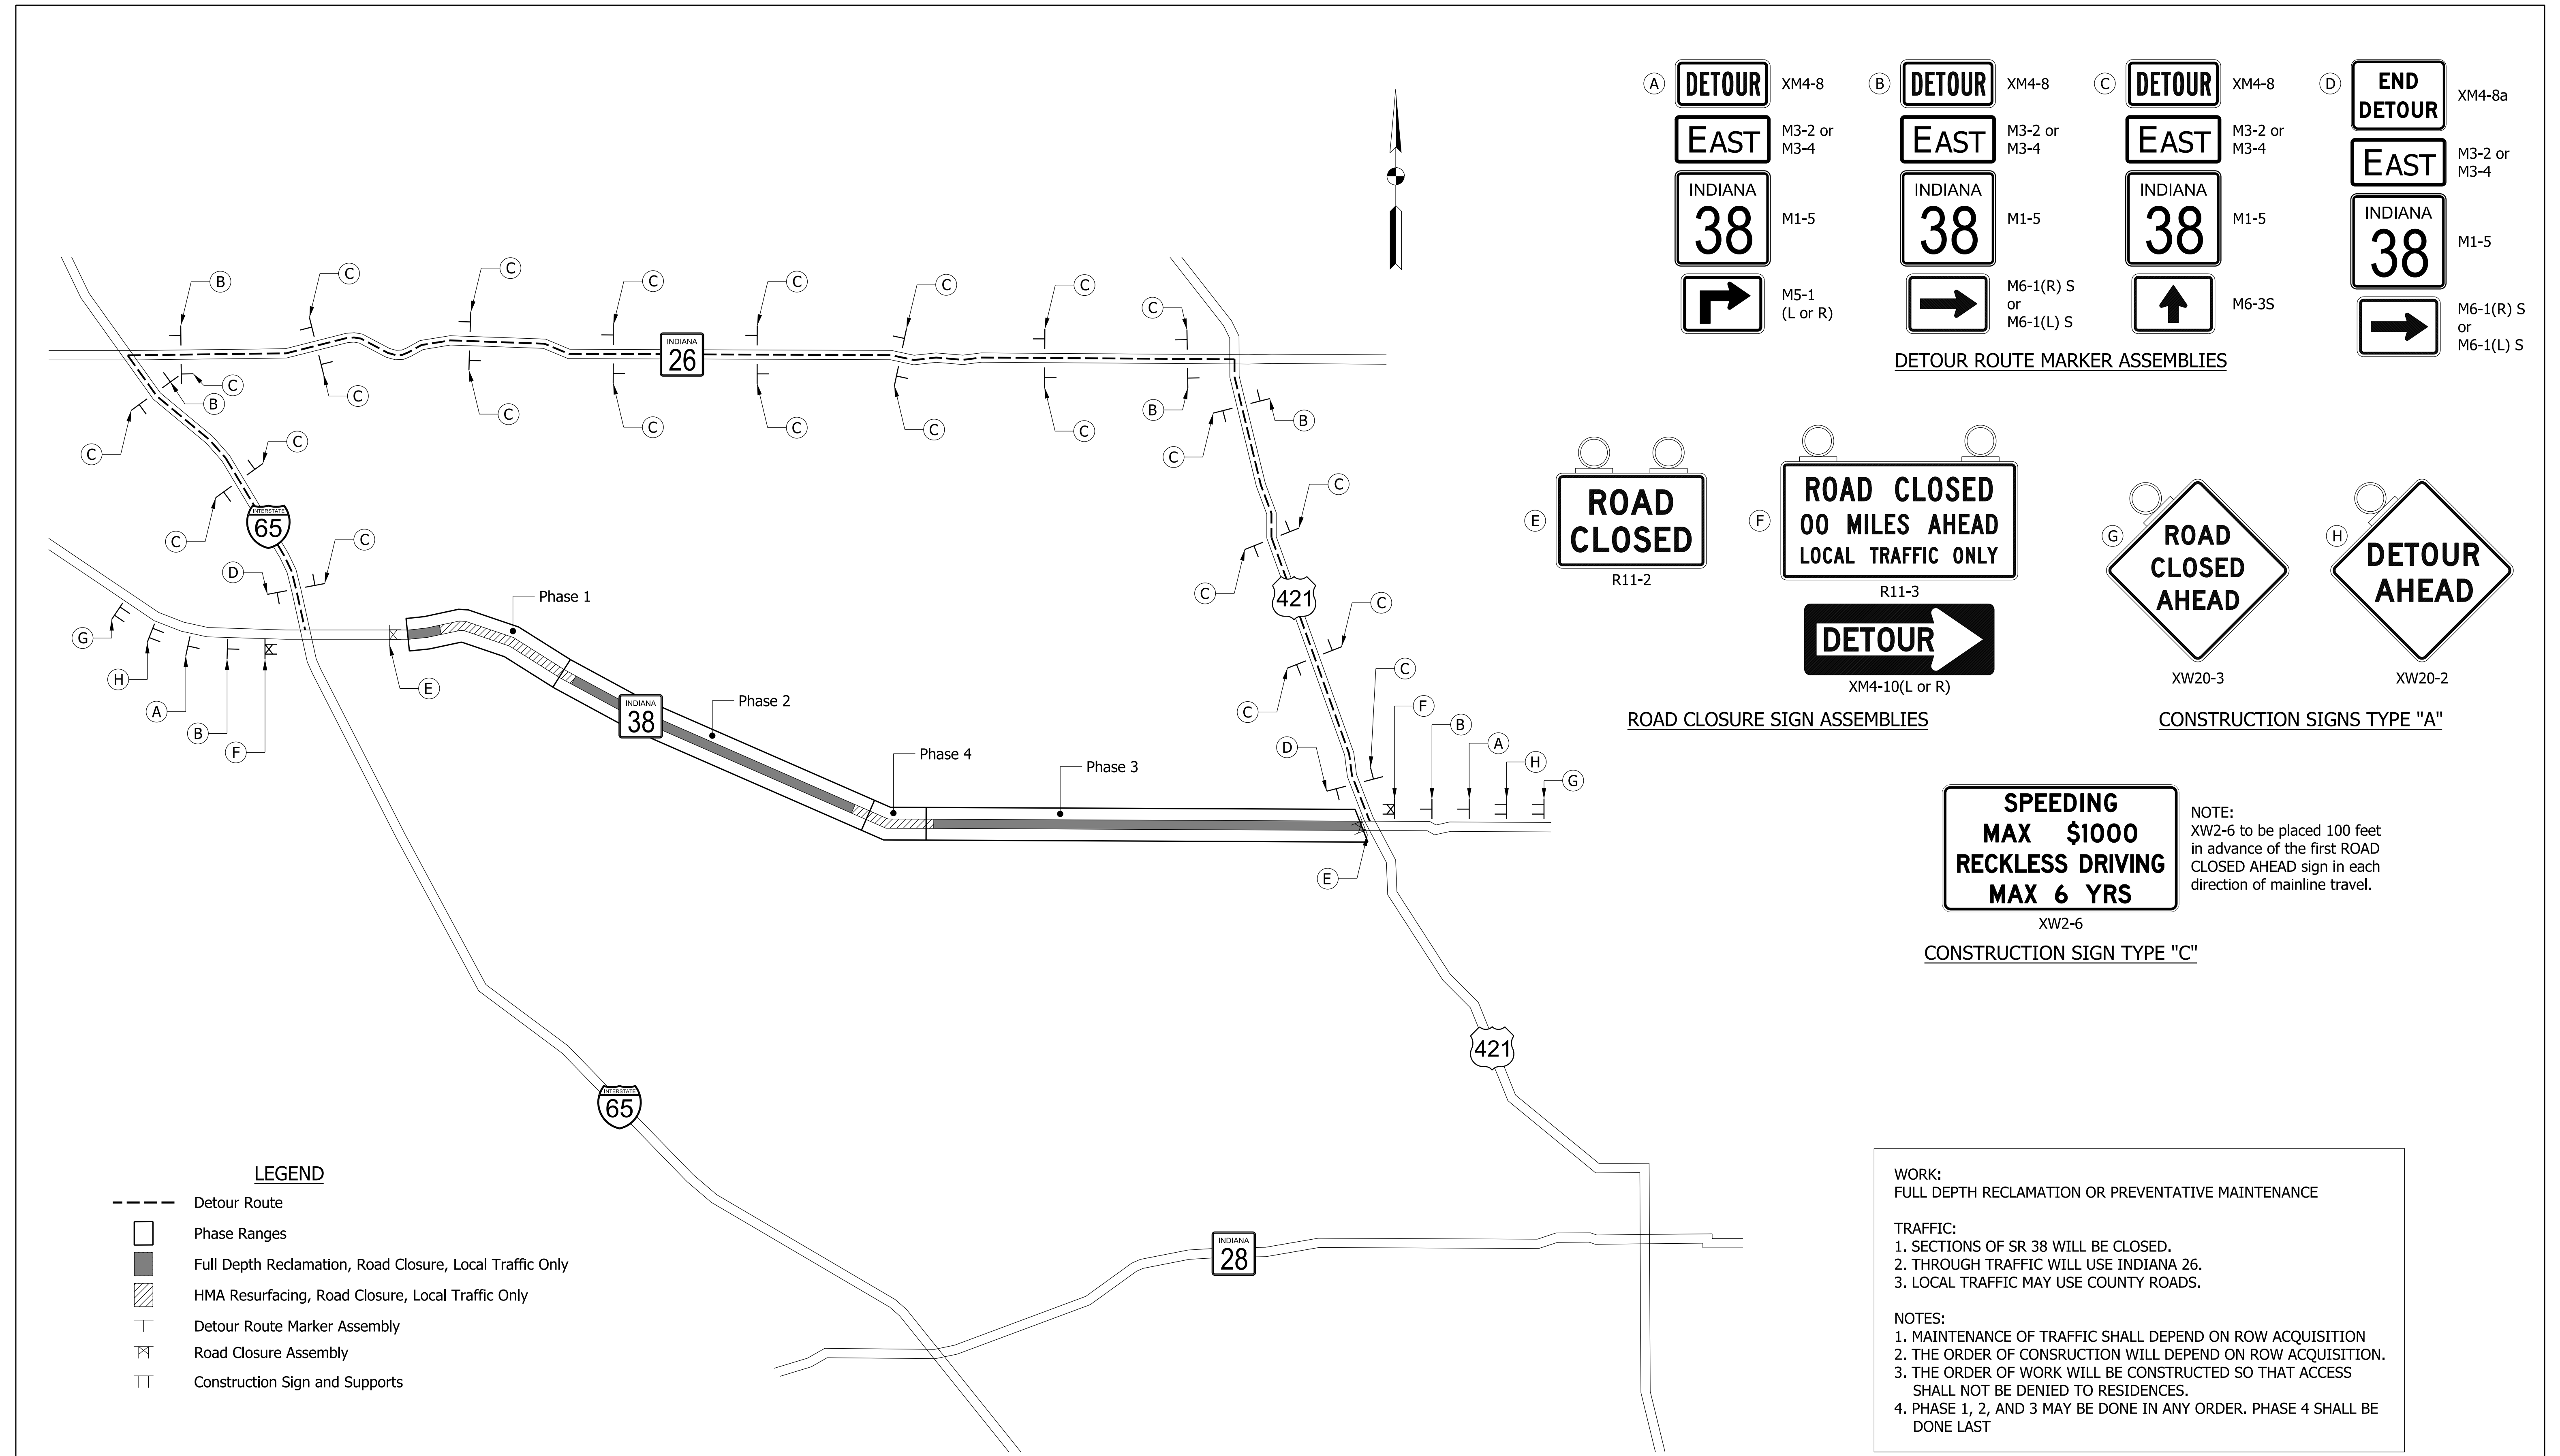 A
DETOUR
XM4-8
EAST
M3-2 or
M3-4
INDIANA
38
M1-5
M5-1
(L or R)
B
DETOUR
XM4-8
EAST
M3-2 or
M3-4
INDIANA
38
M1-5
M6-1(R) S
or
M6-1(L) S
C
DETOUR
XM4-8
EAST
M3-2 or
M3-4
INDIANA
38
M1-5
M6-3S
D
END
DETOUR
XM4-8a
EAST
M3-2 or
M3-4
INDIANA
38
M1-5
M6-1(R) S
or
M6-1(L) S
DETOUR ROUTE MARKER ASSEMBLIES
B
C
C
C
C
C
C
C
INDIANA
26
C
B
C
C
C
C
C
C
B
C
C
C
INTERSTATE
65
C
D
C
B
C
C
C
421
C
C
C
C
D
F
B
A
H
G
E
G
H
A
B
F
E
Phase 1
INDIANA
38
Phase 2
Phase 4
Phase 3
E
ROAD
CLOSED
R11-2
F
ROAD CLOSED
00 MILES AHEAD
LOCAL TRAFFIC ONLY
R11-3
DETOUR
XM4-10(L or R)
ROAD CLOSURE SIGN ASSEMBLIES
G
ROAD
CLOSED
AHEAD
XW20-3
H
DETOUR
AHEAD
XW20-2
CONSTRUCTION SIGNS TYPE "A"
SPEEDING
MAX $1000
RECKLESS DRIVING
MAX 6 YRS
XW2-6
NOTE:
XW2-6 to be placed 100 feet
in advance of the first ROAD
CLOSED AHEAD sign in each
direction of mainline travel.
CONSTRUCTION SIGN TYPE "C"
421
INTERSTATE
65
INDIANA
28
LEGEND
Detour Route
Phase Ranges
Full Depth Reclamation, Road Closure, Local Traffic Only
HMA Resurfacing, Road Closure, Local Traffic Only
Detour Route Marker Assembly
Road Closure Assembly
Construction Sign and Supports
WORK:
FULL DEPTH RECLAMATION OR PREVENTATIVE MAINTENANCE
TRAFFIC:
1. SECTIONS OF SR 38 WILL BE CLOSED.
2. THROUGH TRAFFIC WILL USE INDIANA 26.
3. LOCAL TRAFFIC MAY USE COUNTY ROADS.
NOTES:
1. MAINTENANCE OF TRAFFIC SHALL DEPEND ON ROW ACQUISITION
2. THE ORDER OF CONSRUCTION WILL DEPEND ON ROW ACQUISITION.
3. THE ORDER OF WORK WILL BE CONSTRUCTED SO THAT ACCESS
SHALL NOT BE DENIED TO RESIDENCES.
4. PHASE 1, 2, AND 3 MAY BE DONE IN ANY ORDER. PHASE 4 SHALL BE
DONE LAST